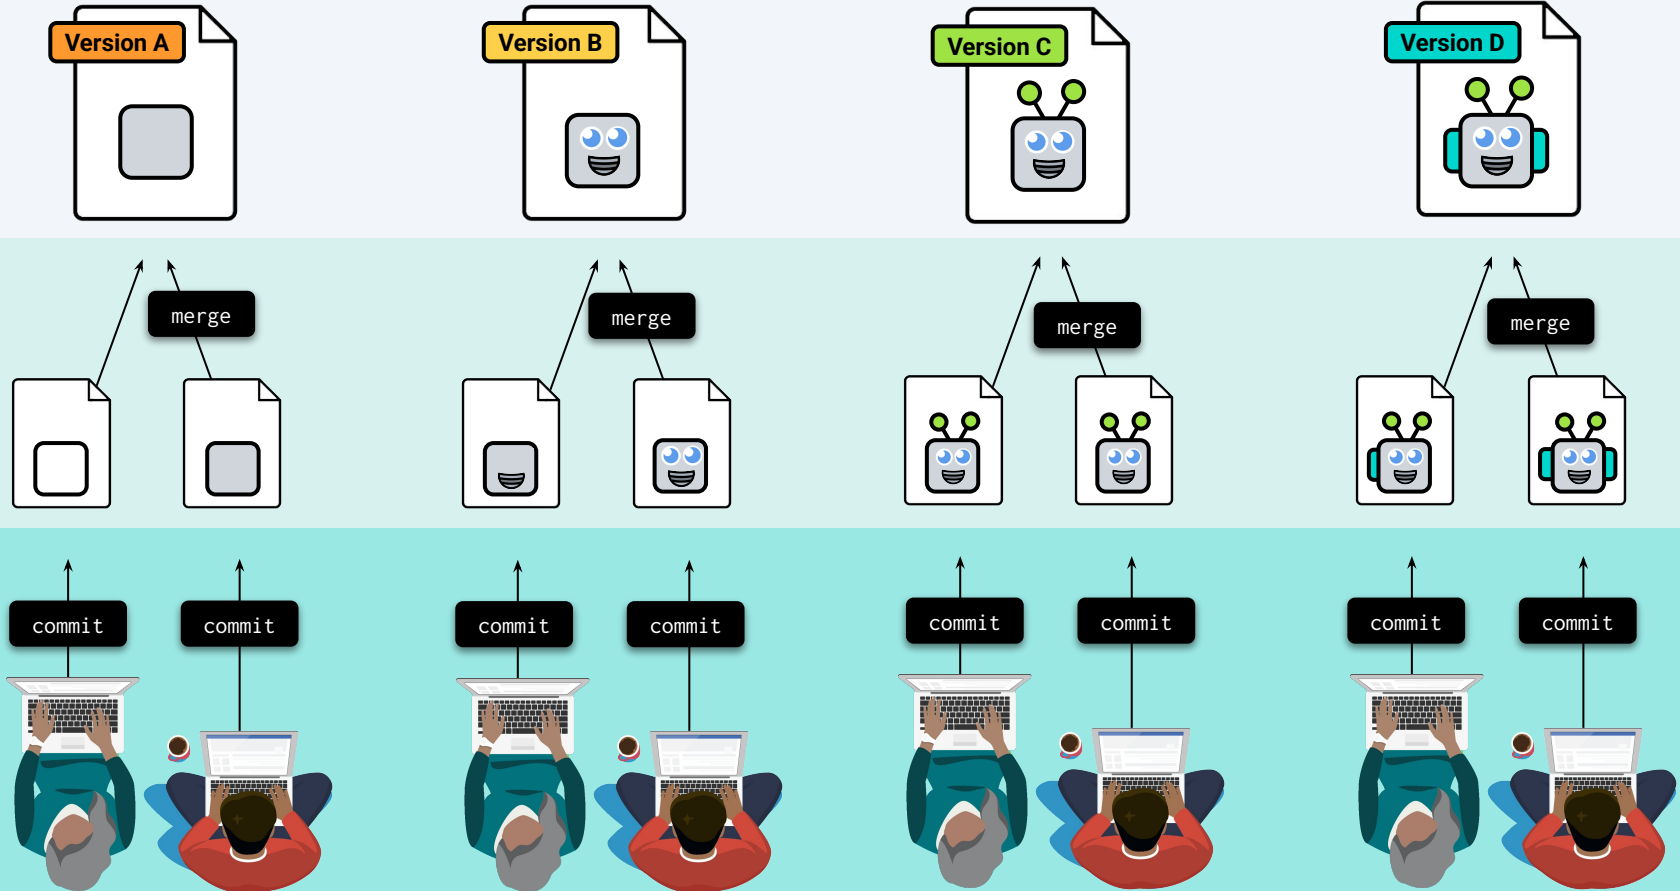 Version A
Version B
Version C
Version D
merge
merge
merge
merge
commit
commit
commit
commit
commit
commit
commit
commit